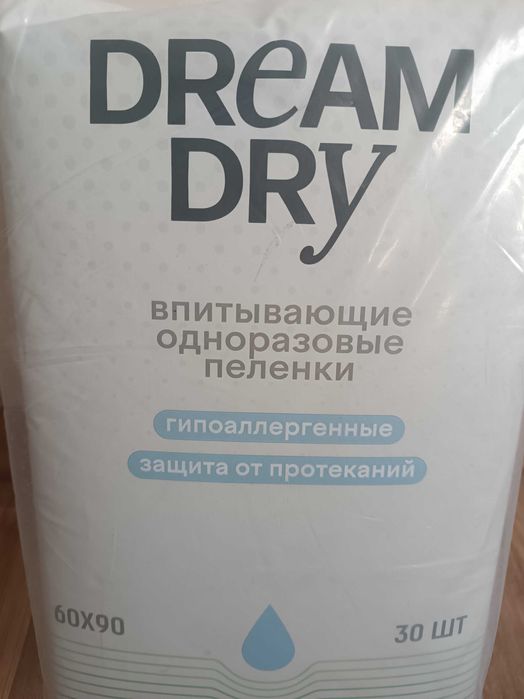 DReAM
DRy
впитывающие
одноразовые
пеленки
гипоаллергенные
защита от протеканий
60X90
30 ШТ